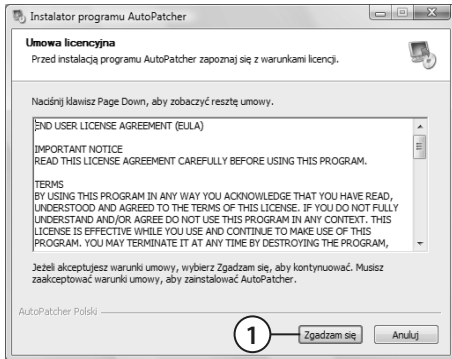 Instalator programu AutoPatcher
Umowa licencyjna
Przed instalacją programu AutoPatcher zapoznaj się z warunkami licencji.
Naciśnij klawisz Page Down, aby zobaczyć resztę umowy.
END USER LICENSE AGREEMENT (EULA)
IMPORTANT NOTICE
READ THIS LICENSE AGREEMENT CAREFULLY BEFORE USING THIS PROGRAM.
TERMS
BY USING THIS PROGRAM IN ANY WAY YOU ACKNOWLEDGE THAT YOU HAVE READ,
UNDERSTOOD AND AGREED TO THE TERMS OF THIS LICENSE. IF YOU DO NOT FULLY
UNDERSTAND AND/OR AGREE DO NOT USE THIS PROGRAM IN ANY CONTEXT. THIS
LICENSE IS EFFECTIVE WHILE YOU USE AND CONTINUE TO MAKE USE OF THIS
PROGRAM. YOU MAY TERMINATE IT AT ANY TIME BY DESTROYING THE PROGRAM,
Jeżeli akceptujesz warunki umowy, wybierz Zgadzam się, aby kontynuować. Musisz
zaakceptować warunki umowy, aby zainstalować AutoPatcher.
AutoPatcher Polski
1
Zgadzam się
Anuluj